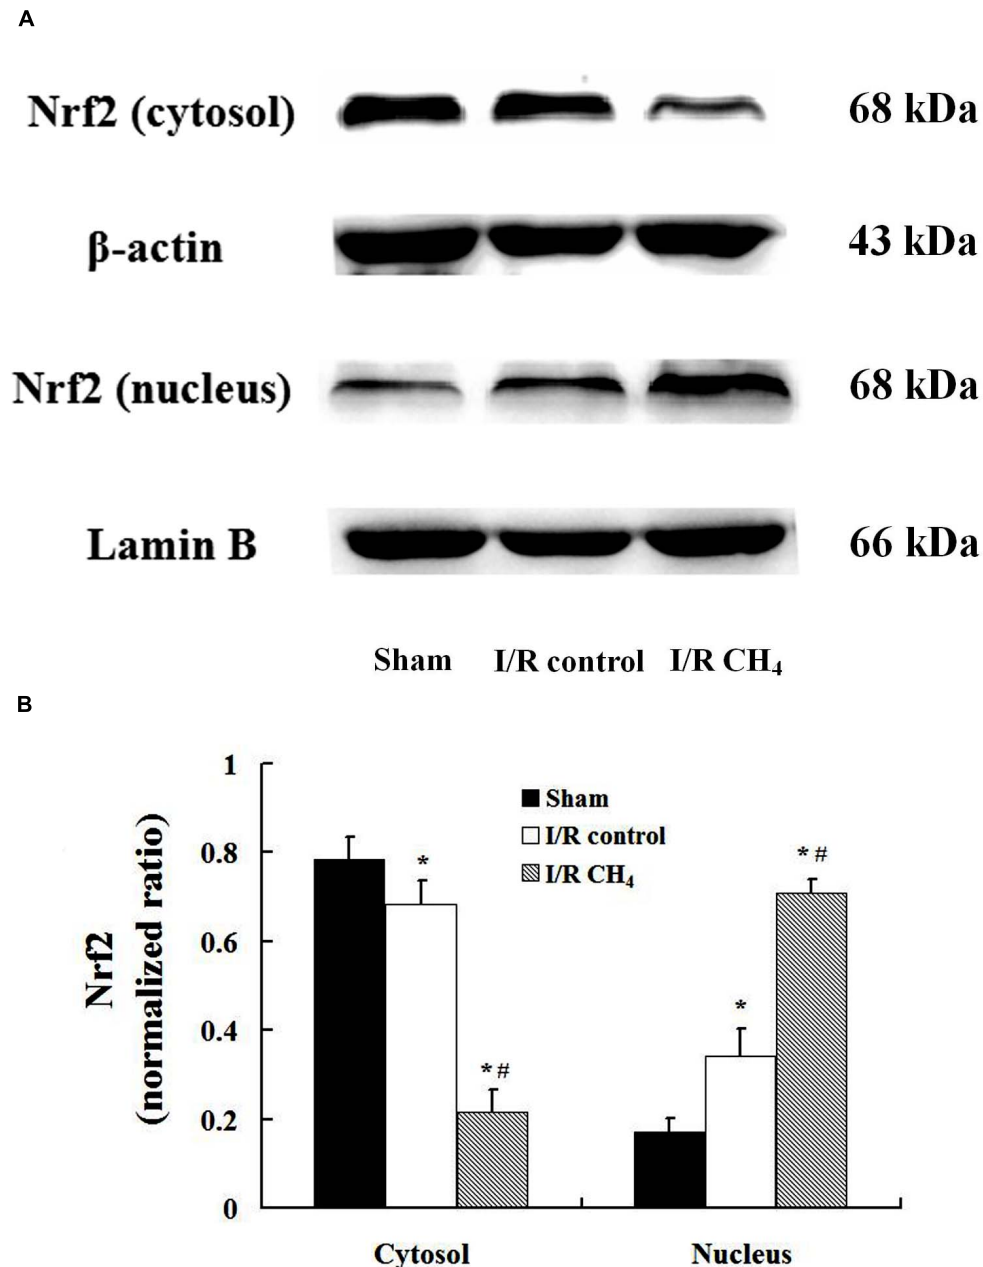 A
Nrf2 (cytosol) 68 kDa
β-actin 43 kDa
Nrf2 (nucleus) 68 kDa
Lamin B 66 kDa
Sham I/R control I/R CH₄
B
Nrf2
(normalized ratio)
1
0.8
0.6
0.4
0.2
0
Sham
I/R control
I/R CH₄
*
* #
*
* #
Cytosol Nucleus